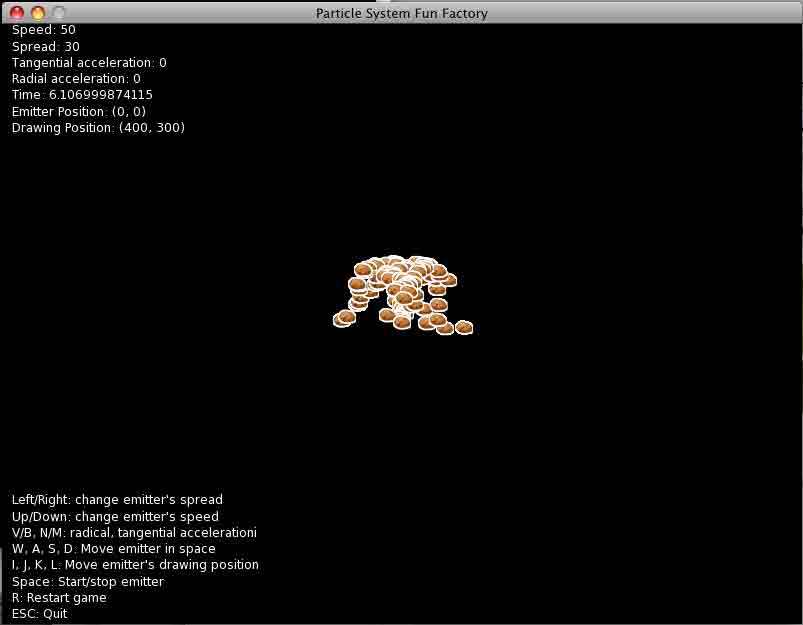 Particle System Fun Factory
Speed: 50
Spread: 30
Tangential acceleration: 0
Radial acceleration: 0
Time: 6.106999874115
Emitter Position: (0, 0)
Drawing Position: (400, 300)
Left/Right: change emitter's spread
Up/Down: change emitter's speed
V/B, N/M: radical, tangential accelerationi
W, A, S, D: Move emitter in space
I, J, K, L: Move emitter's drawing position
Space: Start/stop emitter
R: Restart game
ESC: Quit